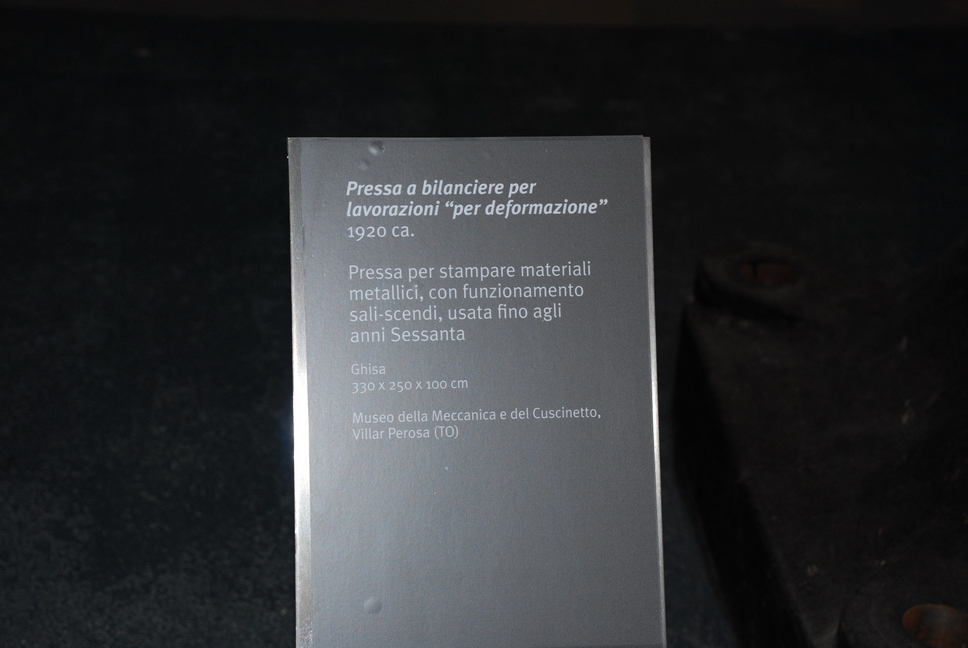 Pressa a bilanciere per
lavorazioni “per deformazione”
1920 ca.
Pressa per stampare materiali
metallici, con funzionamento
sali-scendi, usata fino agli
anni Sessanta
Ghisa
330 x 250 x 100 cm
Museo della Meccanica e del Cuscinetto,
Villar Perosa (TO)